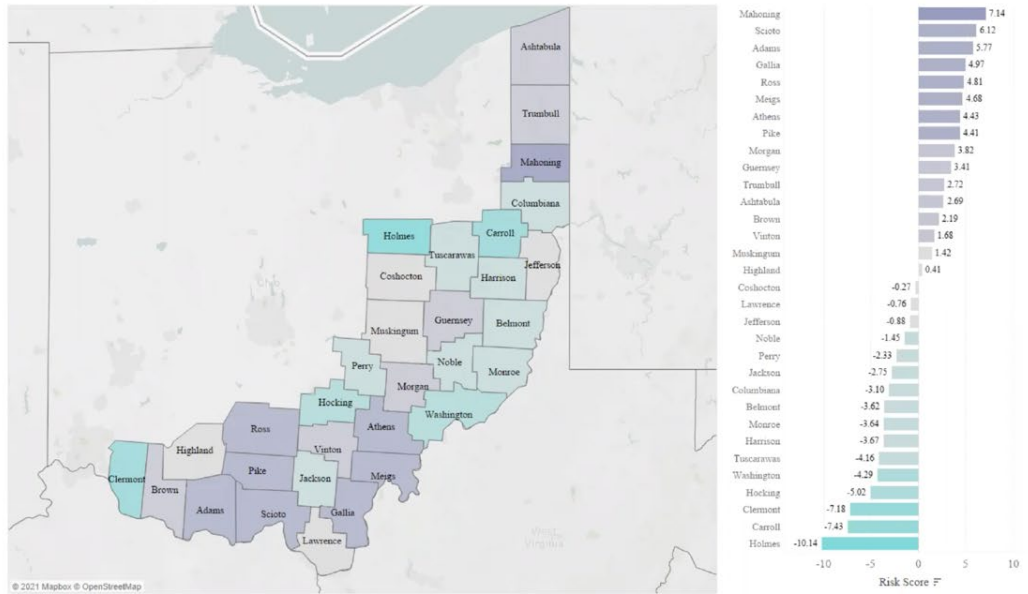 Ashtabula
Trumbull
Mahoning
Columbiana
Holmes
Carroll
Tuscarawas
Jefferson
Coshocton
Harrison
Guernsey
Belmont
Muskingum
Noble
Perry
Monroe
Morgan
Hocking
Washington
Ross
Athens
Highland
Vinton
Pike
Clermont
Jackson
Meigs
Brown
Adams
Scioto
Gallia
Lawrence
Ohio
West
Virginia
© 2021 Mapbox © OpenStreetMap
Mahoning 7.14
Scioto 6.12
Adams 5.77
Gallia 4.97
Ross 4.81
Meigs 4.68
Athens 4.43
Pike 4.41
Morgan 3.82
Guernsey 3.41
Trumbull 2.72
Ashtabula 2.69
Brown 2.19
Vinton 1.68
Muskingum 1.42
Highland 0.41
Coshocton -0.27
Lawrence -0.76
Jefferson -0.88
Noble -1.45
Perry -2.33
Jackson -2.75
Columbiana -3.10
Belmont -3.62
Monroe -3.64
Harrison -3.67
Tuscarawas -4.16
Washington -4.29
Hocking -5.02
Clermont -7.18
Carroll -7.43
Holmes -10.14
-10 -5 0 5 10
Risk Score